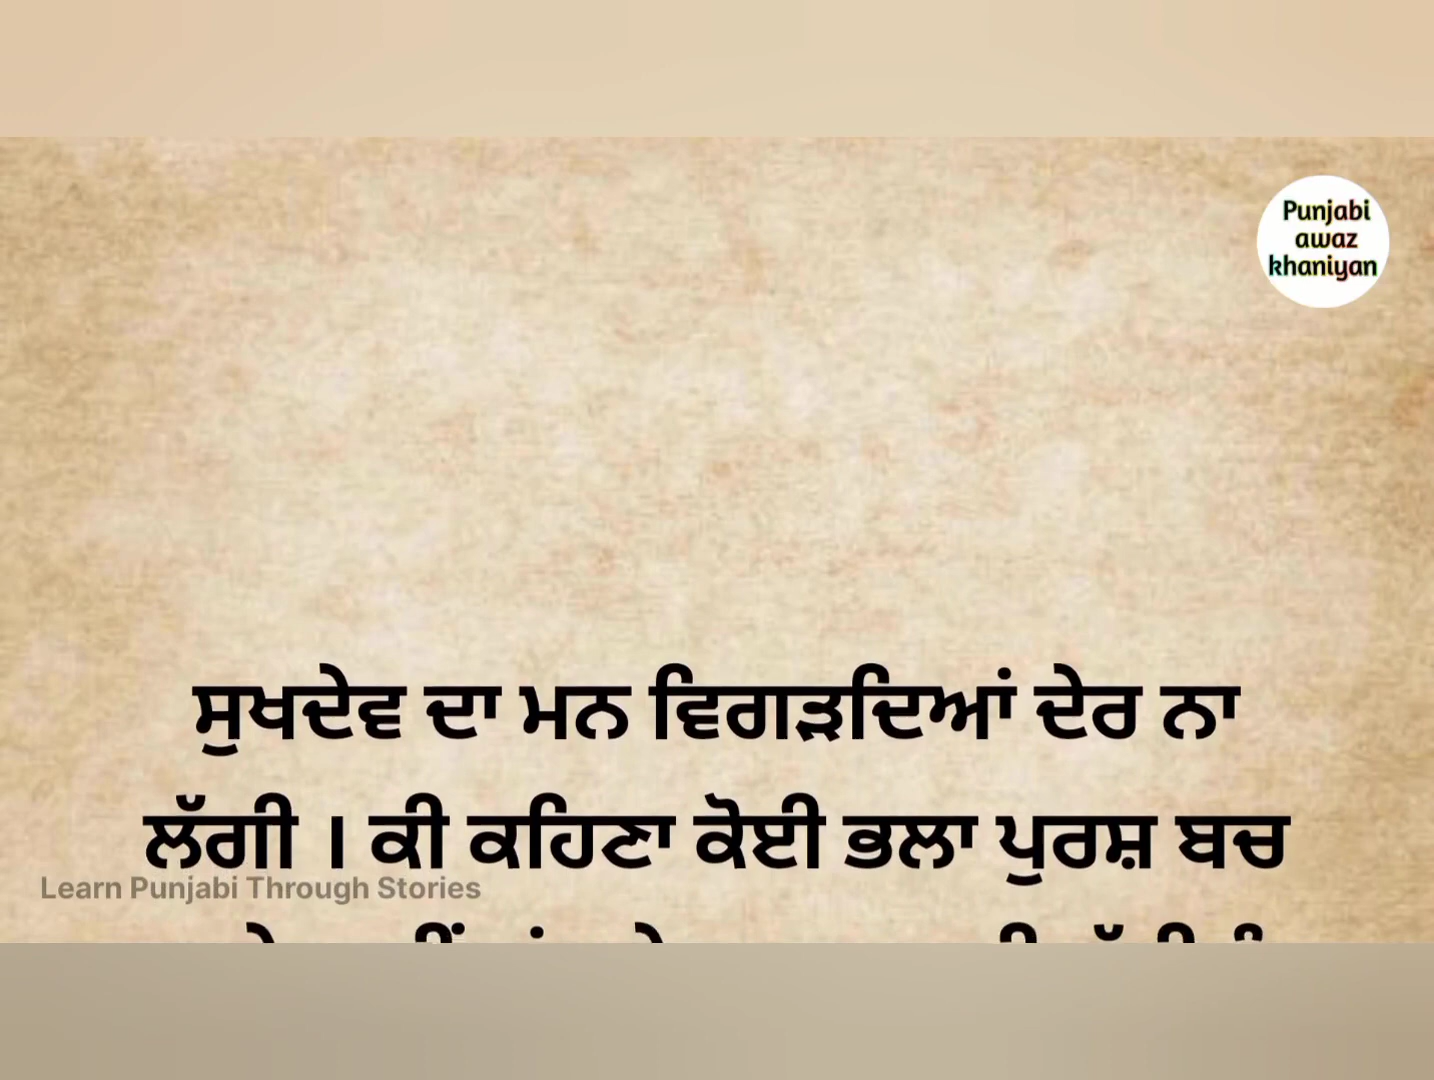 Punjabi
awaz
khaniyan
ਸੁਖਦੇਵ ਦਾ ਮਨ ਵਿਗੜਦਿਆਂ ਦੇਰ ਨਾ
ਲੱਗੀ । ਕੀ ਕਹਿਣਾ ਕੋਈ ਭਲਾ ਪੁਰਸ਼ ਬਚ
Learn Punjabi Through Stories